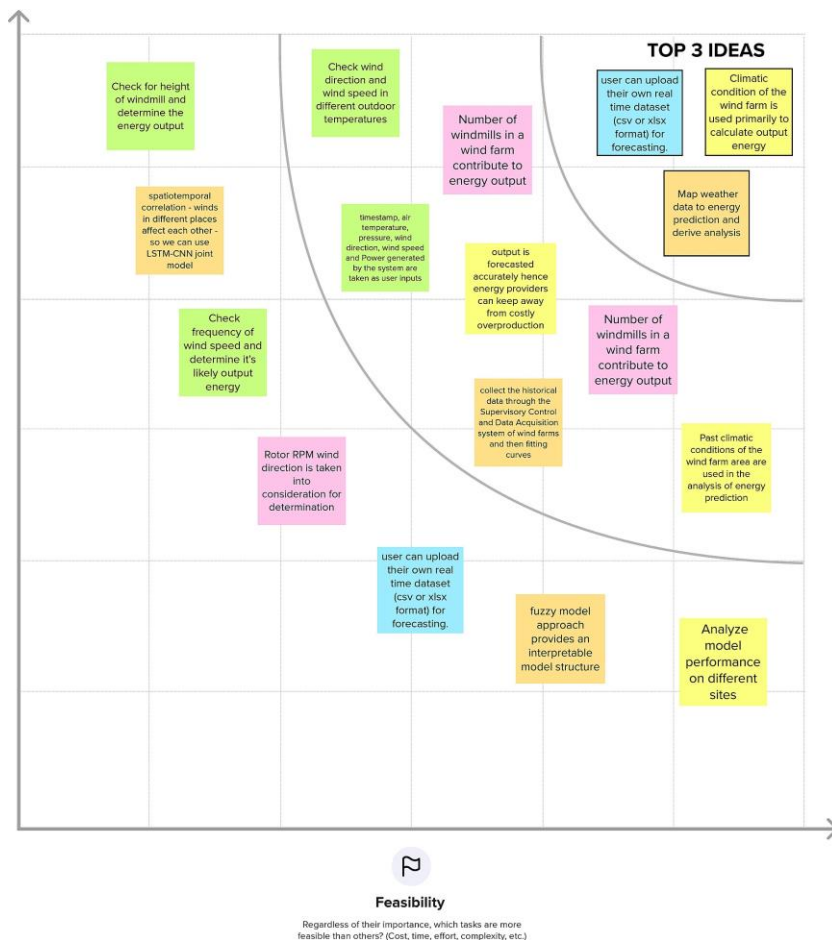 TOP 3 IDEAS
Check for height
of windmill and
determine the
energy output
Check wind
direction and
wind speed in
different outdoor
temperatures
user can upload
their own real
time dataset
(csv or xlsx
format) for
forecasting.
Climatic
condition of the
wind farm is
used primarily to
calculate output
energy
Number of
windmills in a
wind farm
contribute to
energy output
Map weather
data to energy
prediction and
derive analysis
spatiotemporal
correlation - winds
in different places
affect each other -
so we can use
LSTM-CNN joint
model
timestamp, air
temperature,
pressure, wind
direction, wind speed
and Power generated
by the system are
taken as user inputs
output is
forecasted
accurately hence
energy providers
can keep away
from costly
overproduction
Check
frequency of
wind speed and
determine it's
likely output
energy
Number of
windmills in a
wind farm
contribute to
energy output
collect the historical
data through the
Supervisory Control
and Data Acquisition
system of wind farms
and then fitting
curves
Past climatic
conditions of the
wind farm area are
used in the
analysis of energy
prediction
Rotor RPM wind
direction is taken
into
consideration for
determination
user can upload
their own real
time dataset
(csv or xlsx
format) for
forecasting.
fuzzy model
approach
provides an
interpretable
model structure
Analyze
model
performance
on different
sites
Feasibility
Regardless of their importance, which tasks are more
feasible than others? (Cost, time, effort, complexity, etc.)